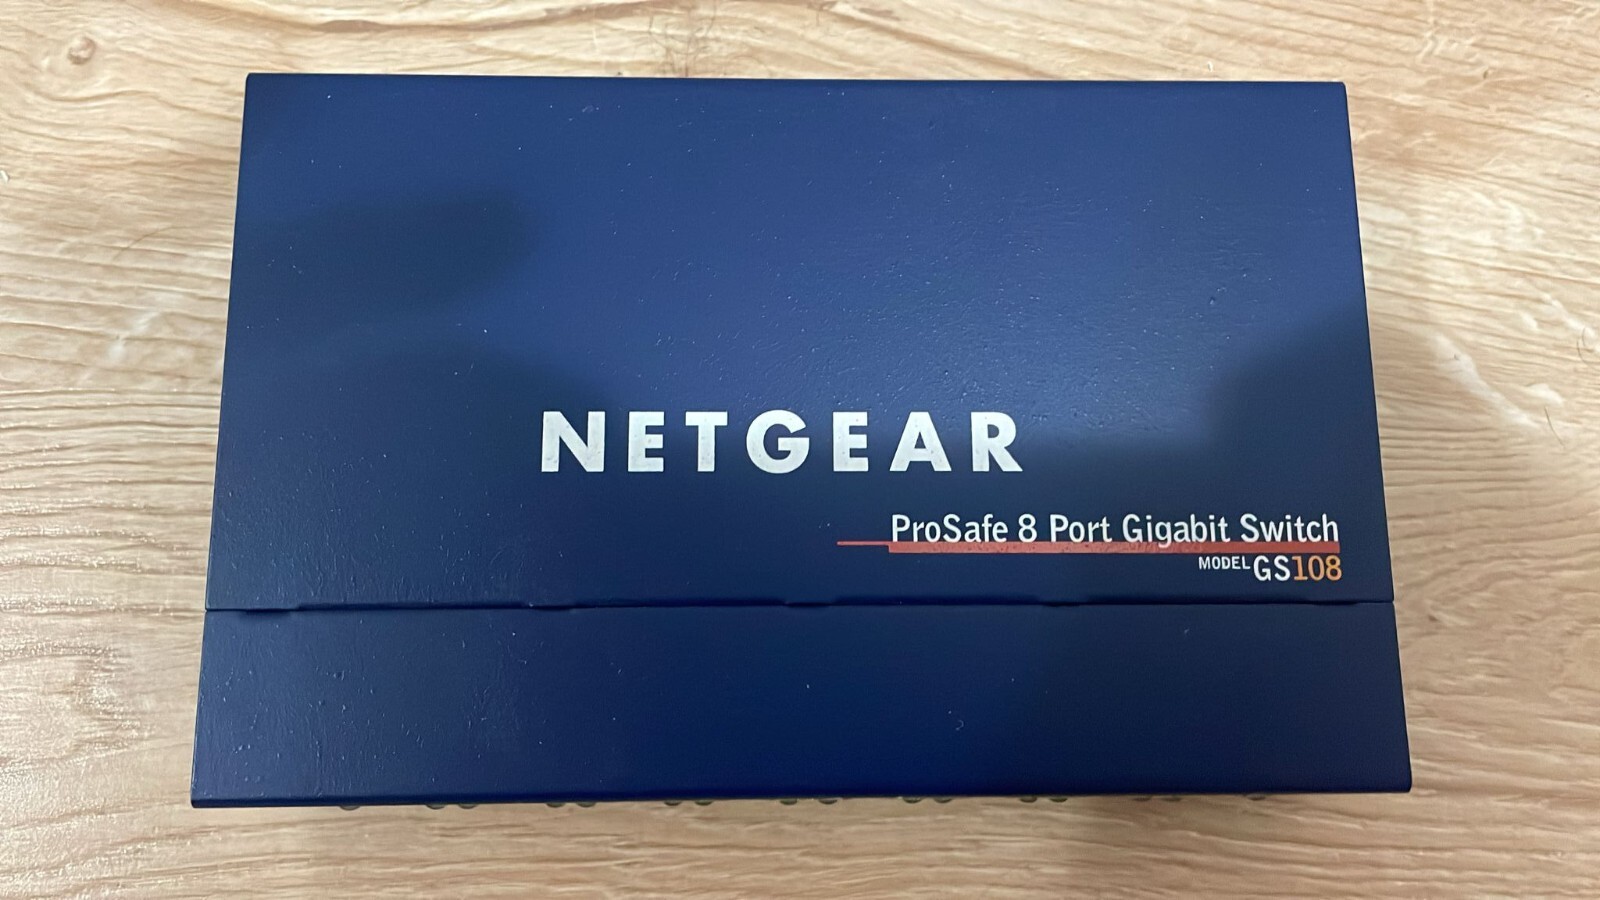 NETGEAR
ProSafe 8 Port Gigabit Switch
MODEL GS108